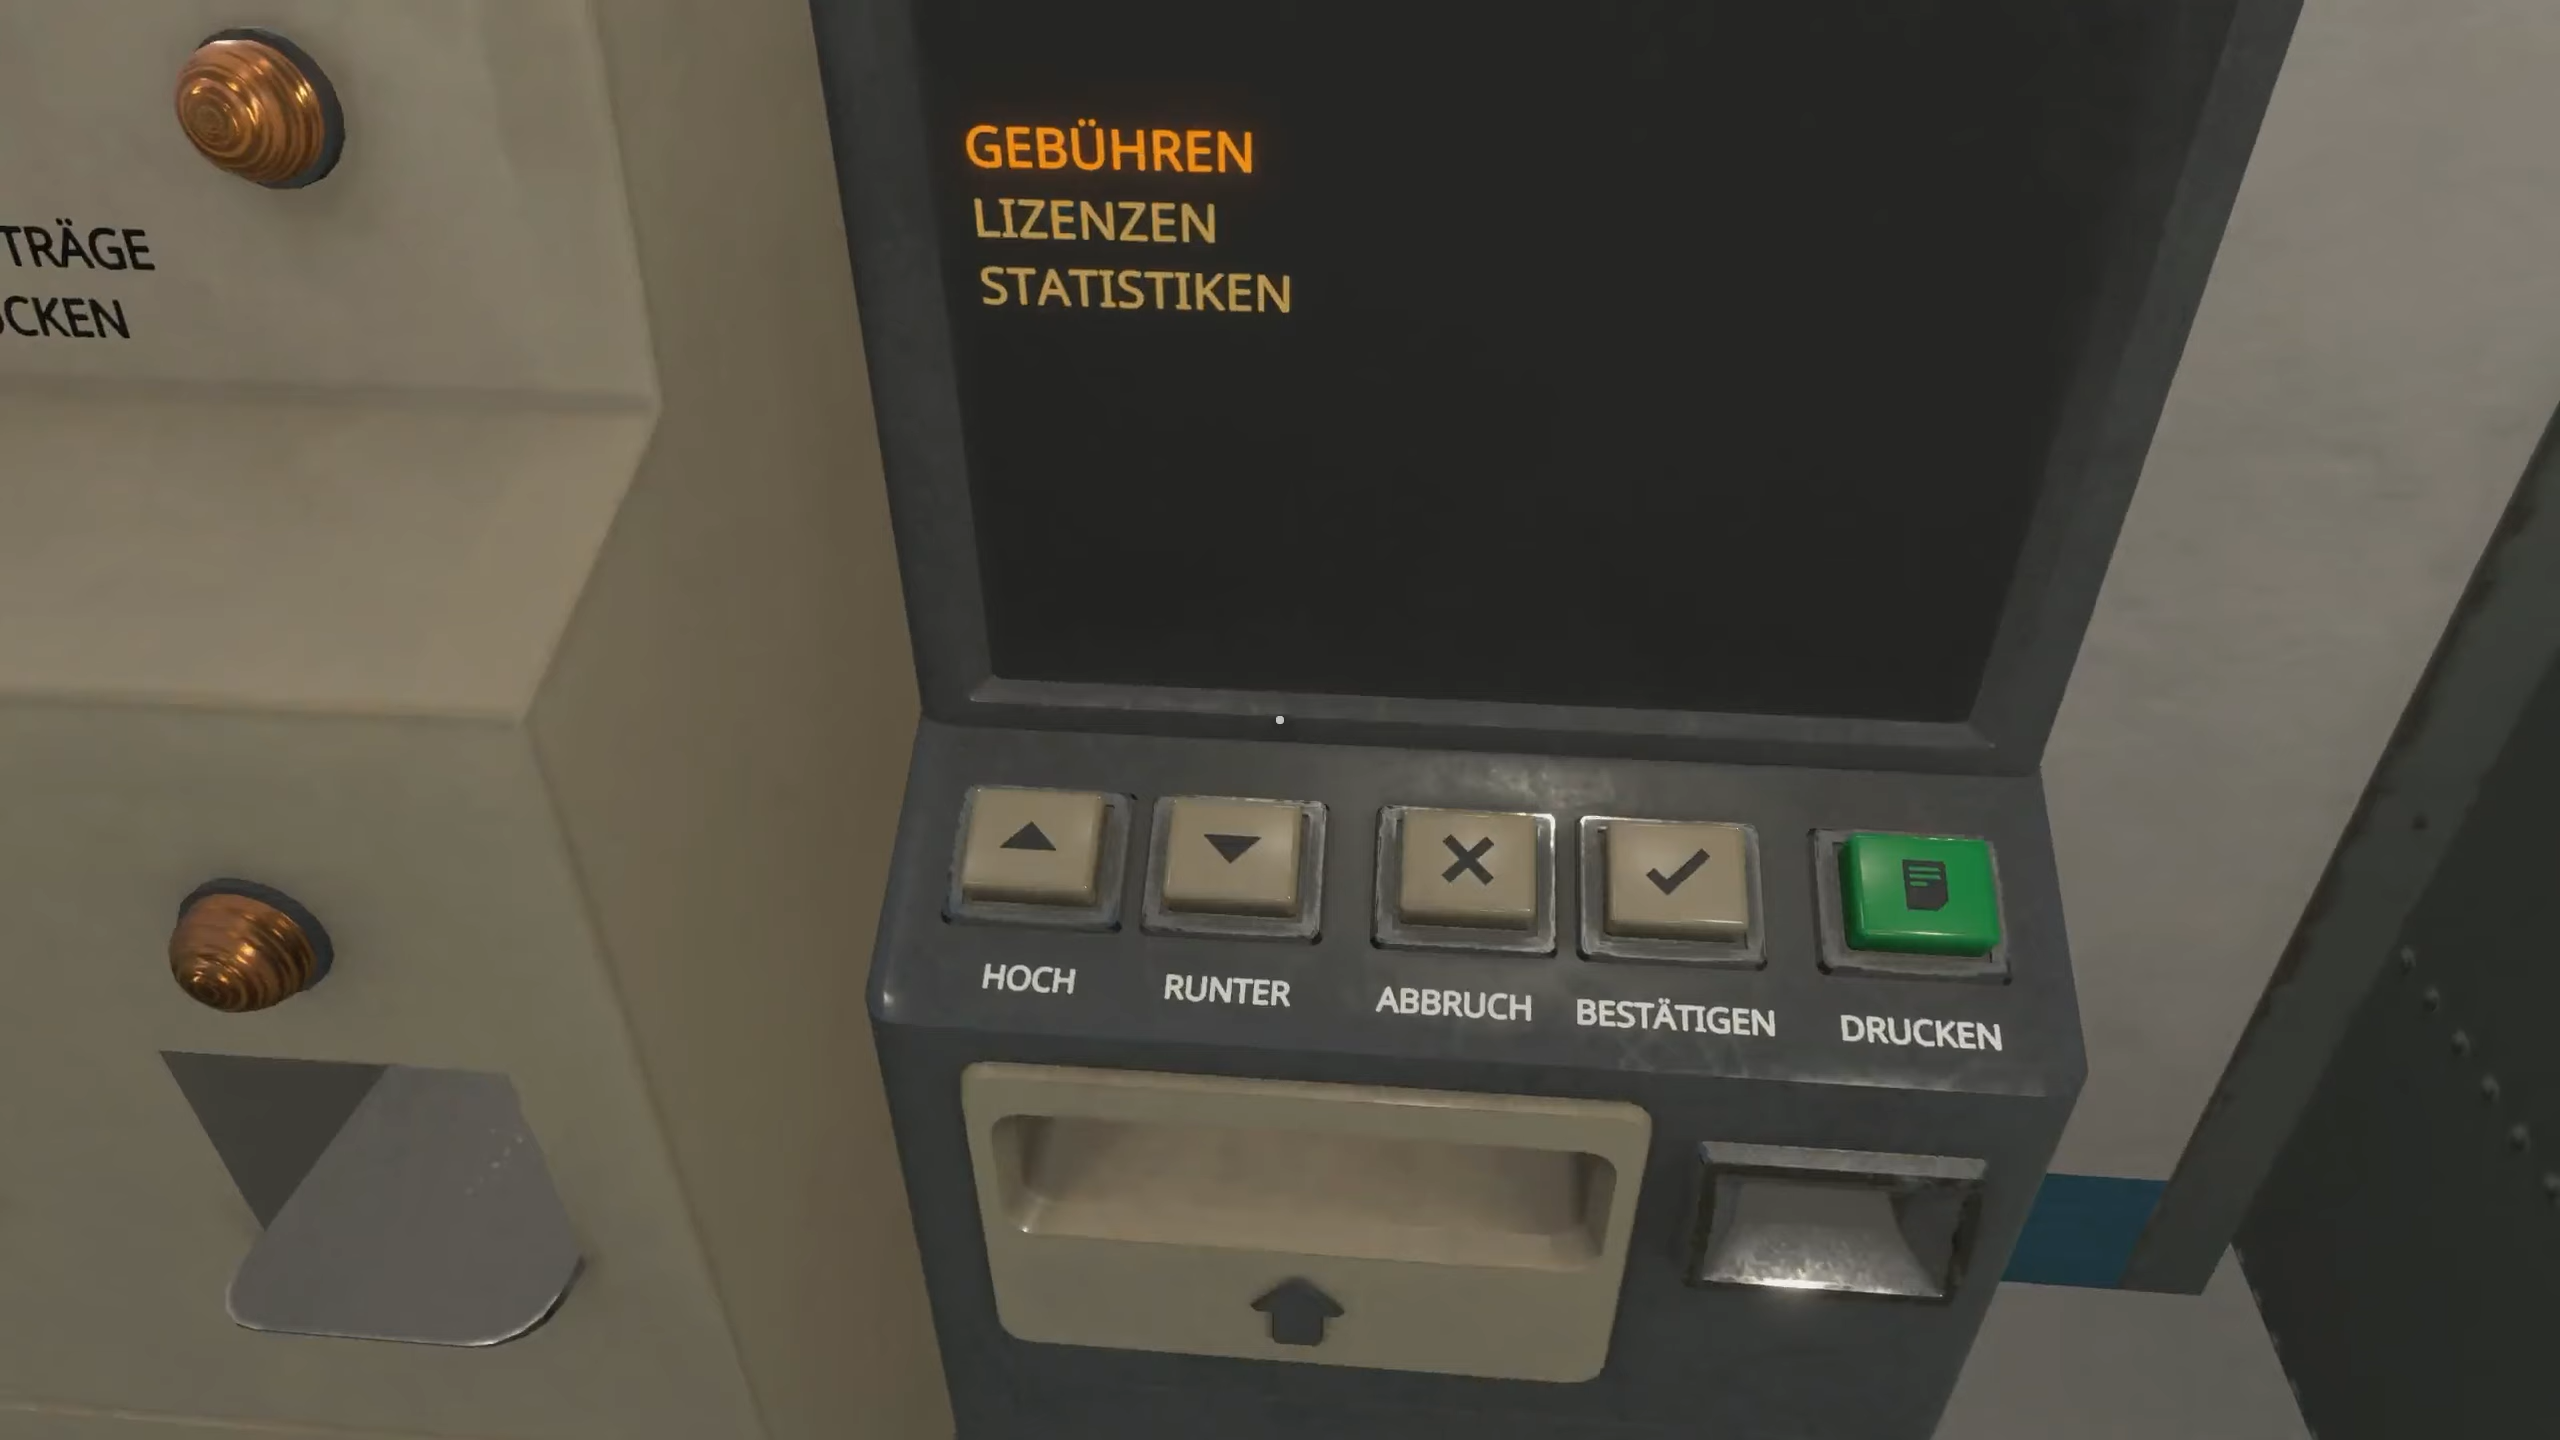 GEBÜHREN
LIZENZEN
STATISTIKEN
TRÄGE
CKEN
HOCH
RUNTER
ABBRUCH
BESTÄTIGEN
DRUCKEN